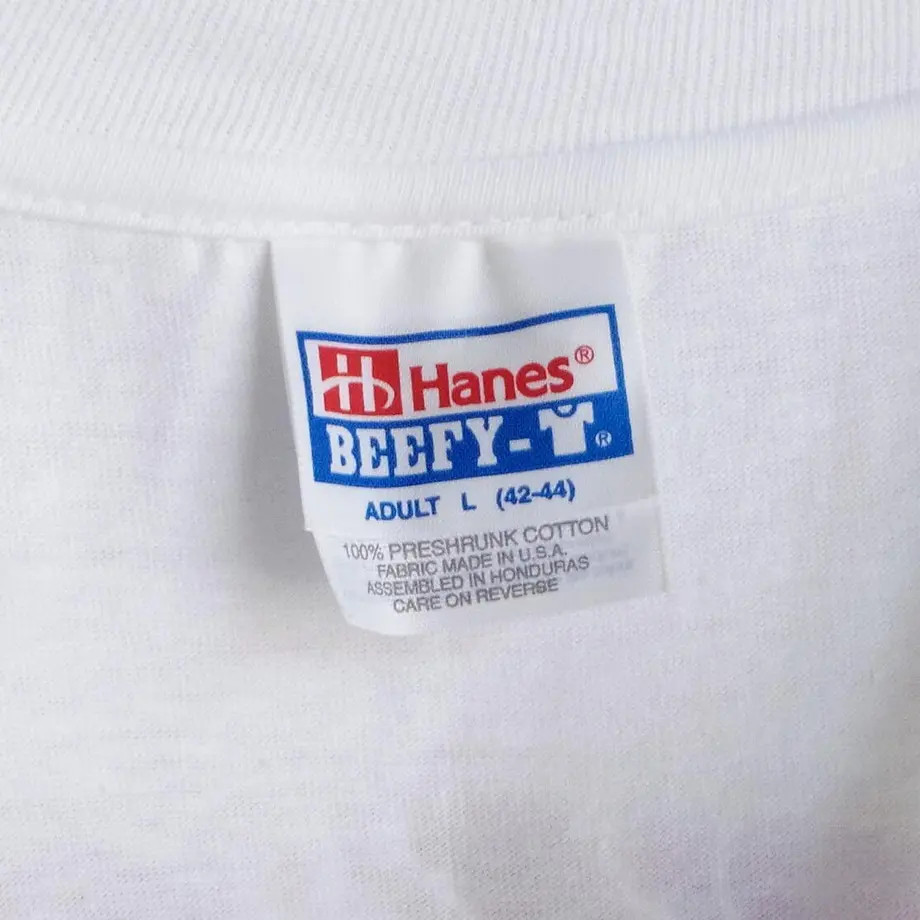 Hanes®
BEEFY-T®
ADULT L (42-44)
100% PRESHRUNK COTTON
FABRIC MADE IN U.S.A.
ASSEMBLED IN HONDURAS
CARE ON REVERSE